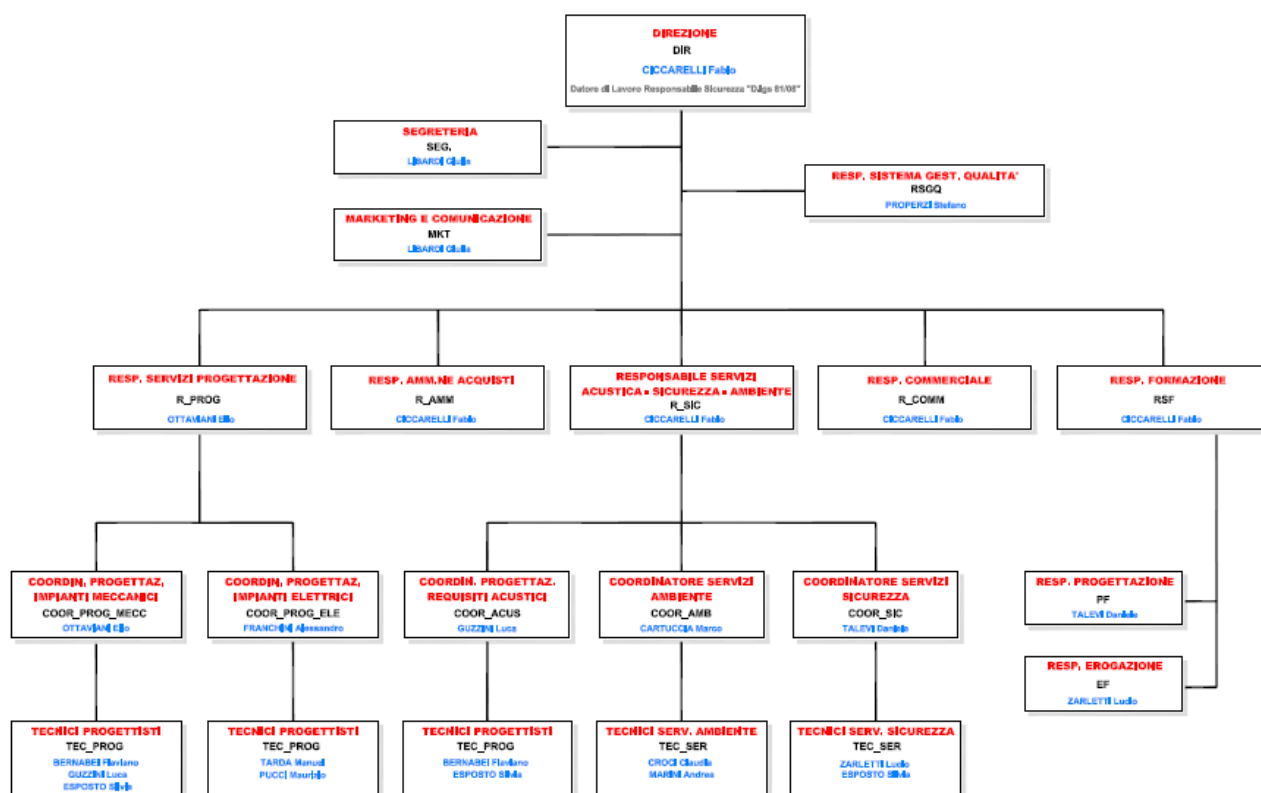 DIREZIONE
DIR
CICCARELLI Fabio
Datore di Lavoro Responsabile Sicurezza "D.lgs 81/08"
SEGRETERIA
SEG.
LIBARDI Giulia
RESP. SISTEMA GEST. QUALITA'
RSGQ
PROPERZI Stefano
MARKETING E COMUNICAZIONE
MKT
LIBARDI Giulia
RESP. SERVIZI PROGETTAZIONE
R_PROG
OTTAVIANI Elio
RESP. AMM.NE ACQUISTI
R_AMM
CICCARELLI Fabio
RESPONSABILE SERVIZI
ACUSTICA - SICUREZZA - AMBIENTE
R_SIC
CICCARELLI Fabio
RESP. COMMERCIALE
R_COMM
CICCARELLI Fabio
RESP. FORMAZIONE
RSF
CICCARELLI Fabio
COORDIN. PROGETTAZ.
IMPIANTI MECCANICI
COOR_PROG_MECC
OTTAVIANI Elio
COORDIN. PROGETTAZ.
IMPIANTI ELETTRICI
COOR_PROG_ELE
FRANCHINI Alessandro
COORDIN. PROGETTAZ.
REQUISITI ACUSTICI
COOR_ACUS
GUZZINI Luca
COORDINATORE SERVIZI
AMBIENTE
COOR_AMB
CARTUCCIA Marco
COORDINATORE SERVIZI
SICUREZZA
COOR_SIC
TALEVI Daniele
RESP. PROGETTAZIONE
PF
TALEVI Daniele
RESP. EROGAZIONE
EF
ZARLETTI Lucio
TECNICI PROGETTISTI
TEC_PROG
BERNABEI Flaviano
GUZZINI Luca
ESPOSTO Silvia
TECNICI PROGETTISTI
TEC_PROG
TARDA Manuel
PUCCI Maurizio
TECNICI PROGETTISTI
TEC_PROG
BERNABEI Flaviano
ESPOSTO Silvia
TECNICI SERV. AMBIENTE
TEC_SER
CROCI Claudia
MARINI Andrea
TECNICI SERV. SICUREZZA
TEC_SER
ZARLETTI Lucio
ESPOSTO Silvia